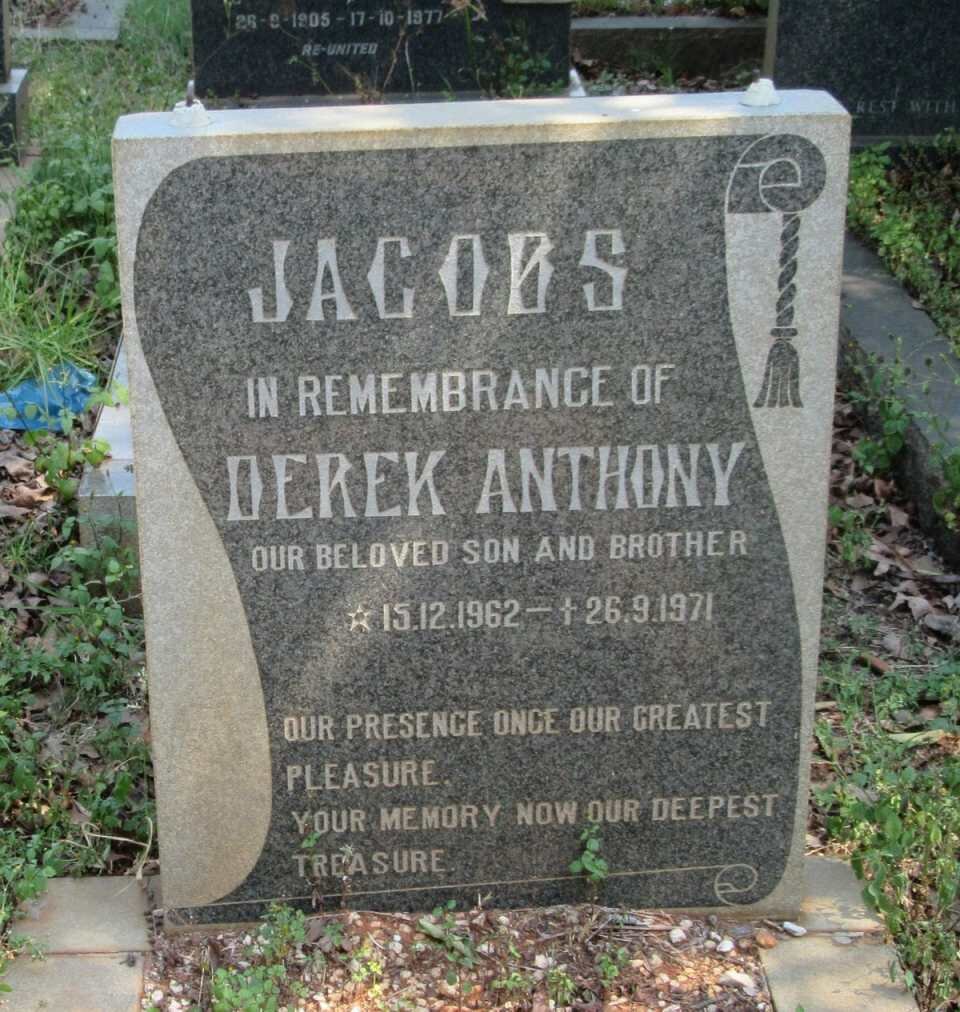 26-9-1905 - 17-10-1977
RE-UNITED
REST WITH
JACOBS
IN REMEMBRANCE OF
DEREK ANTHONY
OUR BELOVED SON AND BROTHER
☆ 15.12.1962 — † 26.9.1971
OUR PRESENCE ONCE OUR GREATEST
PLEASURE.
YOUR MEMORY NOW OUR DEEPEST
TREASURE.